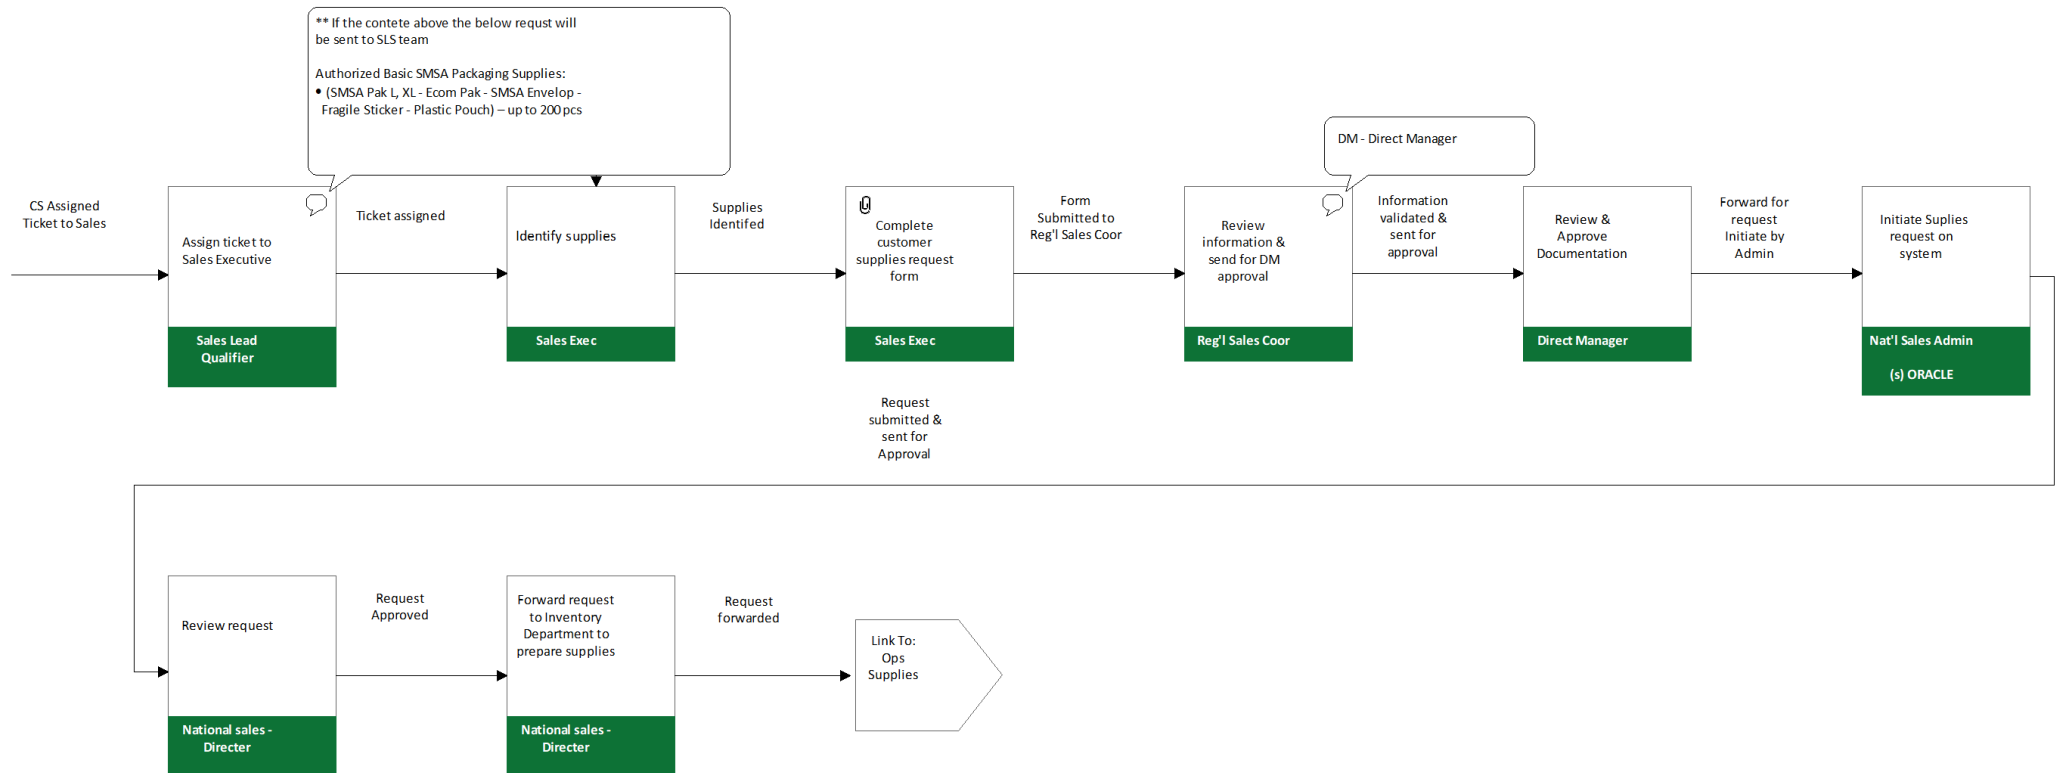 ** If the contete above the below requst will
be sent to SLS team
Authorized Basic SMSA Packaging Supplies:
• (SMSA Pak L, XL - Ecom Pak - SMSA Envelop -
Fragile Sticker - Plastic Pouch) – up to 200 pcs
DM - Direct Manager
CS Assigned
Ticket to Sales
Assign ticket to
Sales Executive
Sales Lead
Qualifier
Ticket assigned
Identify supplies
Sales Exec
Supplies
Identifed
Complete
customer
supplies request
form
Sales Exec
Form
Submitted to
Reg'l Sales Coor
Review
information &
send for DM
approval
Reg'l Sales Coor
Information
validated &
sent for
approval
Review &
Approve
Documentation
Direct Manager
Forward for
request
Initiate by
Admin
Initiate Suplies
request on
system
Nat'l Sales Admin
(s) ORACLE
Request
submitted &
sent for
Approval
Review request
National sales -
Directer
Request
Approved
Forward request
to Inventory
Department to
prepare supplies
National sales -
Directer
Request
forwarded
Link To:
Ops
Supplies